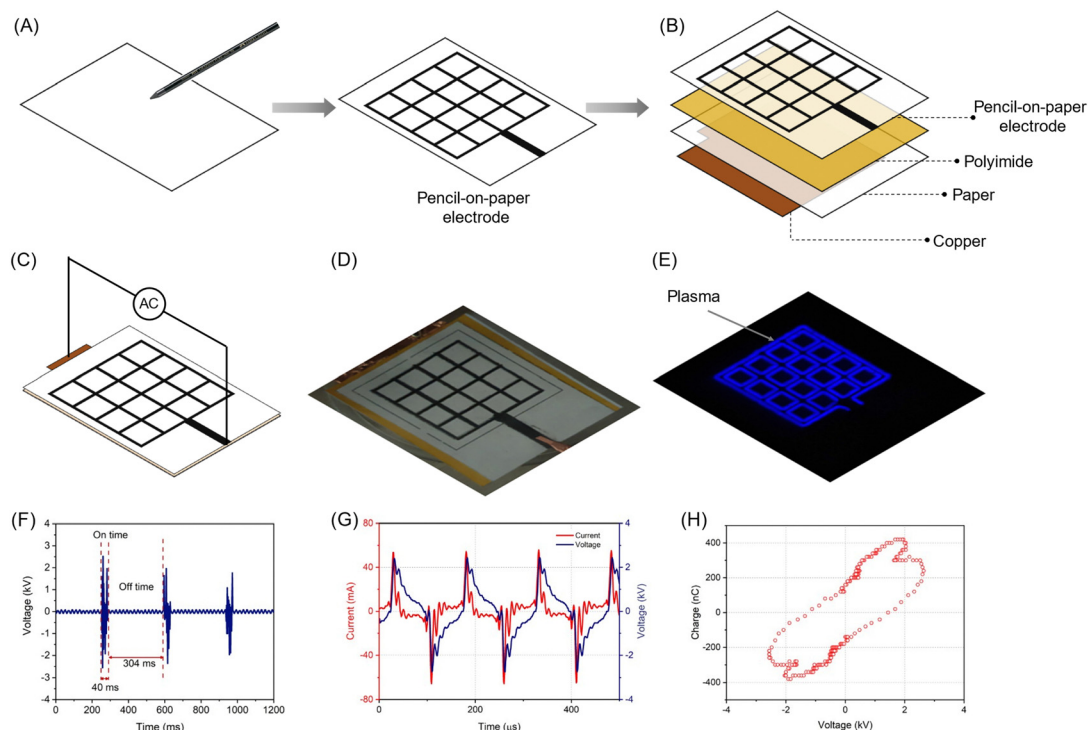 (A)
Pencil-on-paper
electrode
(B)
Pencil-on-paper
electrode
Polyimide
Paper
Copper
(C)
AC
(D)
(E)
Plasma
(F)
4
3
2
1
0
-1
-2
-3
-4
Voltage (kV)
On time
Off time
304 ms
40 ms
0 200 400 600 800 1000 1200
Time (ms)
(G)
80
40
0
-40
-80
Current (mA)
Current
Voltage
4
2
0
-2
-4
Voltage (kV)
0 200 400
Time (µs)
(H)
400
200
0
-200
-400
Charge (nC)
-4 -2 0 2 4
Voltage (kV)